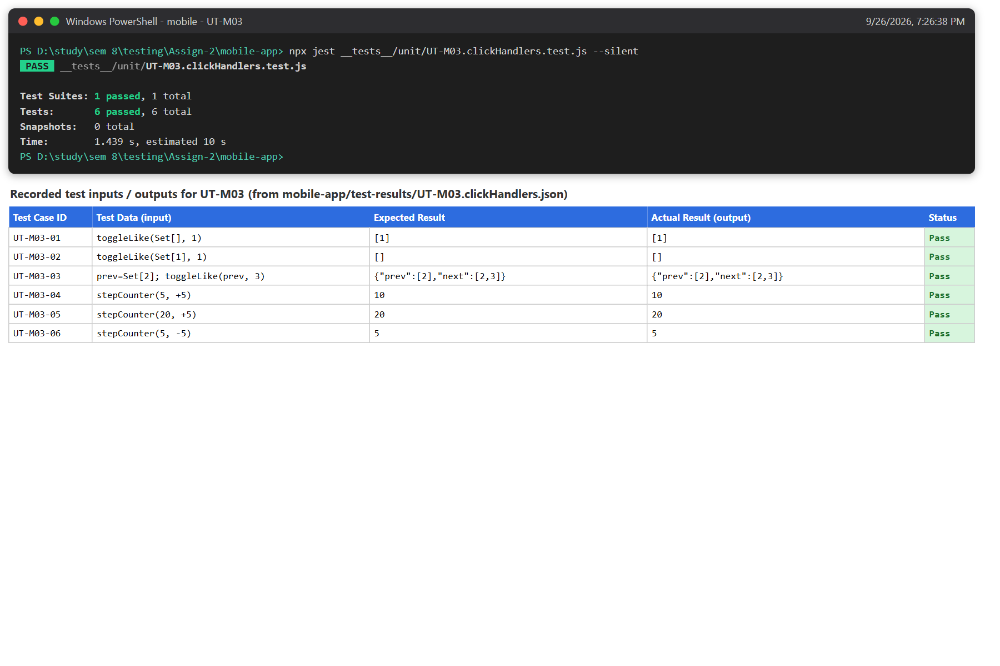 Windows PowerShell - mobile - UT-M03 9/26/2026, 7:26:38 PM
PS D:\study\sem 8\testing\Assign-2\mobile-app> npx jest __tests__/unit/UT-M03.clickHandlers.test.js --silent
PASS __tests__/unit/UT-M03.clickHandlers.test.js
Test Suites: 1 passed, 1 total
Tests: 6 passed, 6 total
Snapshots: 0 total
Time: 1.439 s, estimated 10 s
PS D:\study\sem 8\testing\Assign-2\mobile-app>
Recorded test inputs / outputs for UT-M03 (from mobile-app/test-results/UT-M03.clickHandlers.json)
Test Case ID Test Data (input) Expected Result Actual Result (output) Status
UT-M03-01 toggleLike(Set[], 1) [1] [1] Pass
UT-M03-02 toggleLike(Set[1], 1) [] [] Pass
UT-M03-03 prev=Set[2]; toggleLike(prev, 3) {"prev":[2],"next":[2,3]} {"prev":[2],"next":[2,3]} Pass
UT-M03-04 stepCounter(5, +5) 10 10 Pass
UT-M03-05 stepCounter(20, +5) 20 20 Pass
UT-M03-06 stepCounter(5, -5) 5 5 Pass